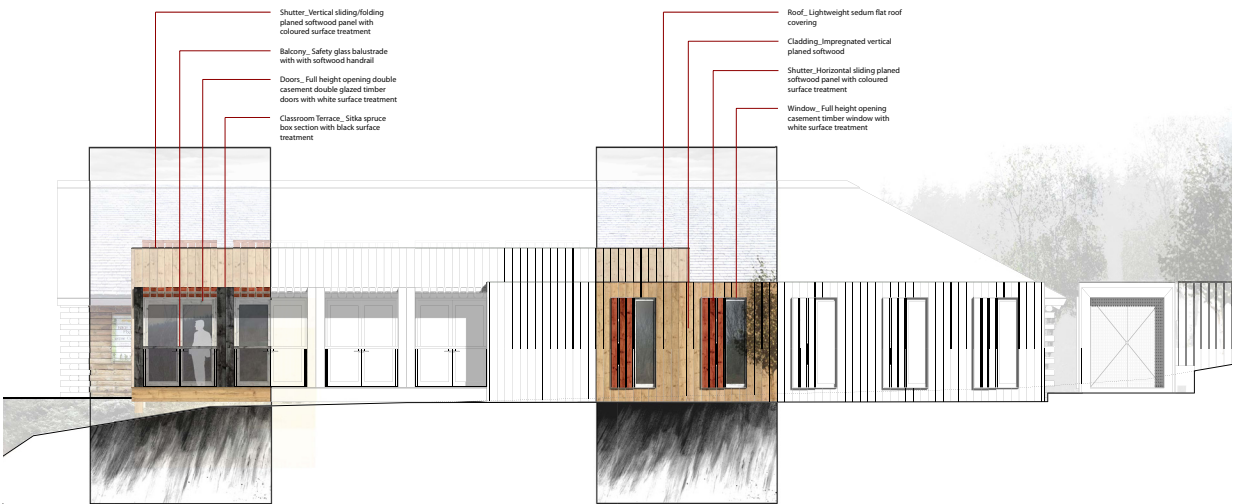 Shutter_Vertical sliding/folding
planed softwood panel with
coloured surface treatment
Balcony_ Safety glass balustrade
with with softwood handrail
Doors_ Full height opening double
casement double glazed timber
doors with white surface treatment
Classroom Terrace_ Sitka spruce
box section with black surface
treatment
Roof_ Lightweight sedum flat roof
covering
Cladding_Impregnated vertical
planed softwood
Shutter_Horizontal sliding planed
softwood panel with coloured
surface treatment
Window_ Full height opening
casement timber window with
white surface treatment